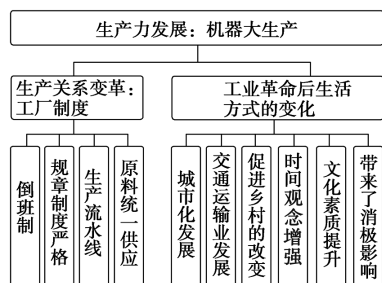 生产力发展：机器大生产
生产关系变革：
工厂制度
工业革命后生活
方式的变化
倒班制
规章制度严格
生产流水线
原料统一供应
城市化发展
交通运输业发展
促进乡村的改变
时间观念增强
文化素质提升
带来了消极影响